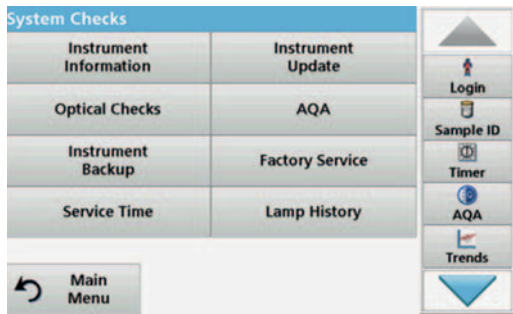 System Checks
Instrument
Information
Instrument
Update
Optical Checks
AQA
Instrument
Backup
Factory Service
Service Time
Lamp History
Main
Menu
Login
Sample ID
Timer
AQA
Trends